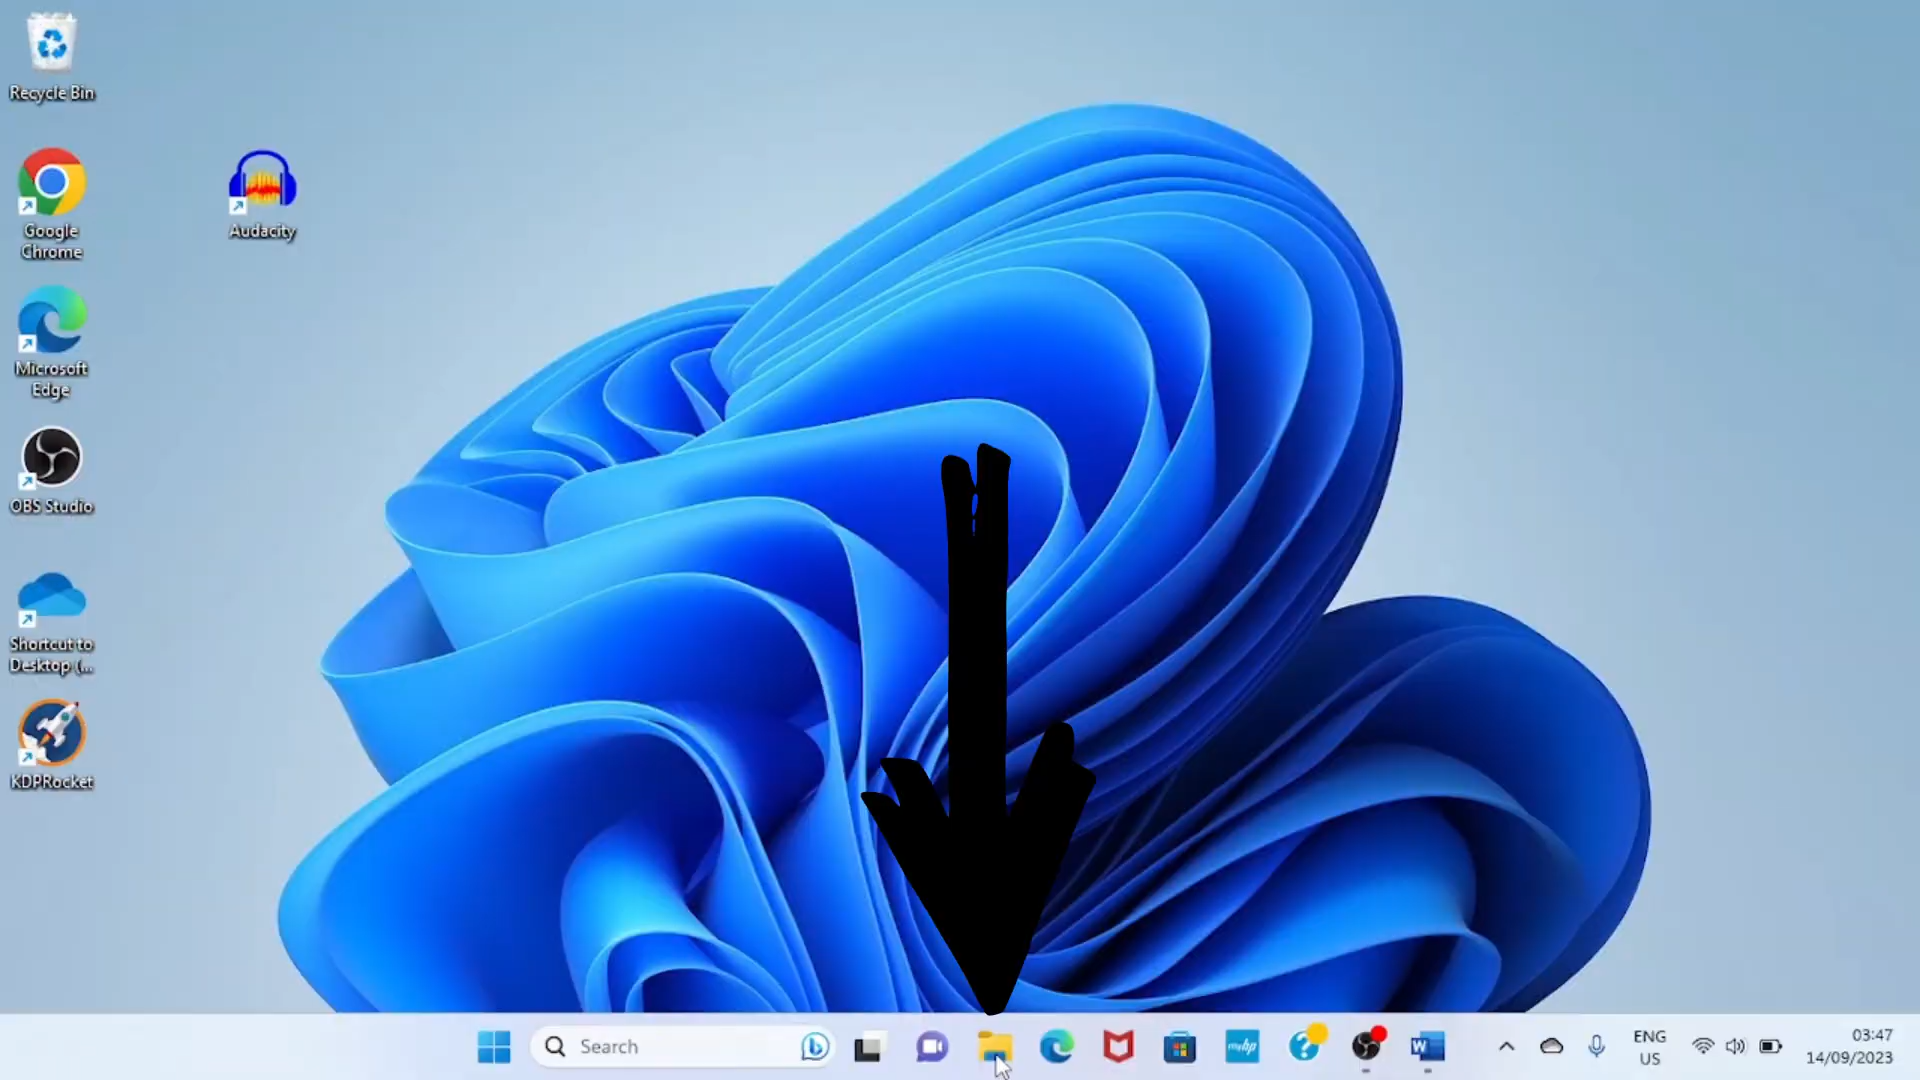 Recycle Bin
Google
Chrome
Audacity
Microsoft
Edge
OBS Studio
Shortcut to
Desktop (...
KDPRocket
Search
myhp
W
ENG
US
03:47
14/09/2023